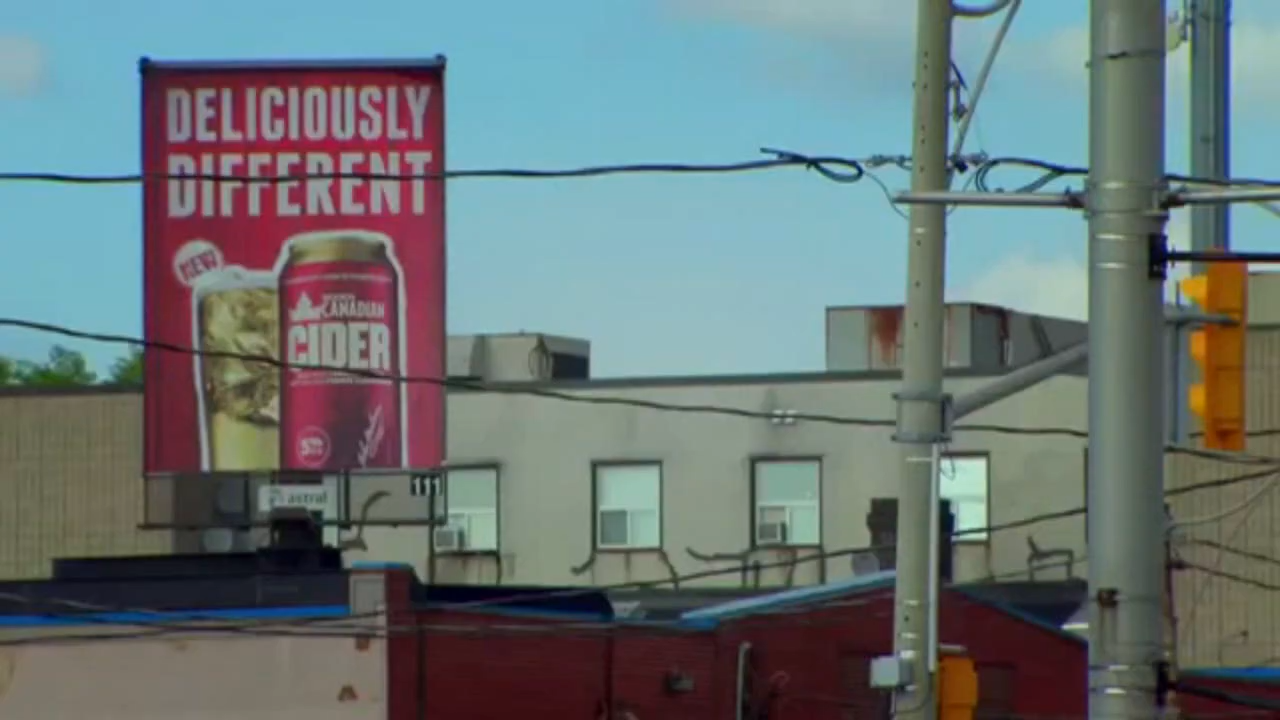 DELICIOUSLY
DIFFERENT
NEW
CANADIAN
CIDER
astral
111